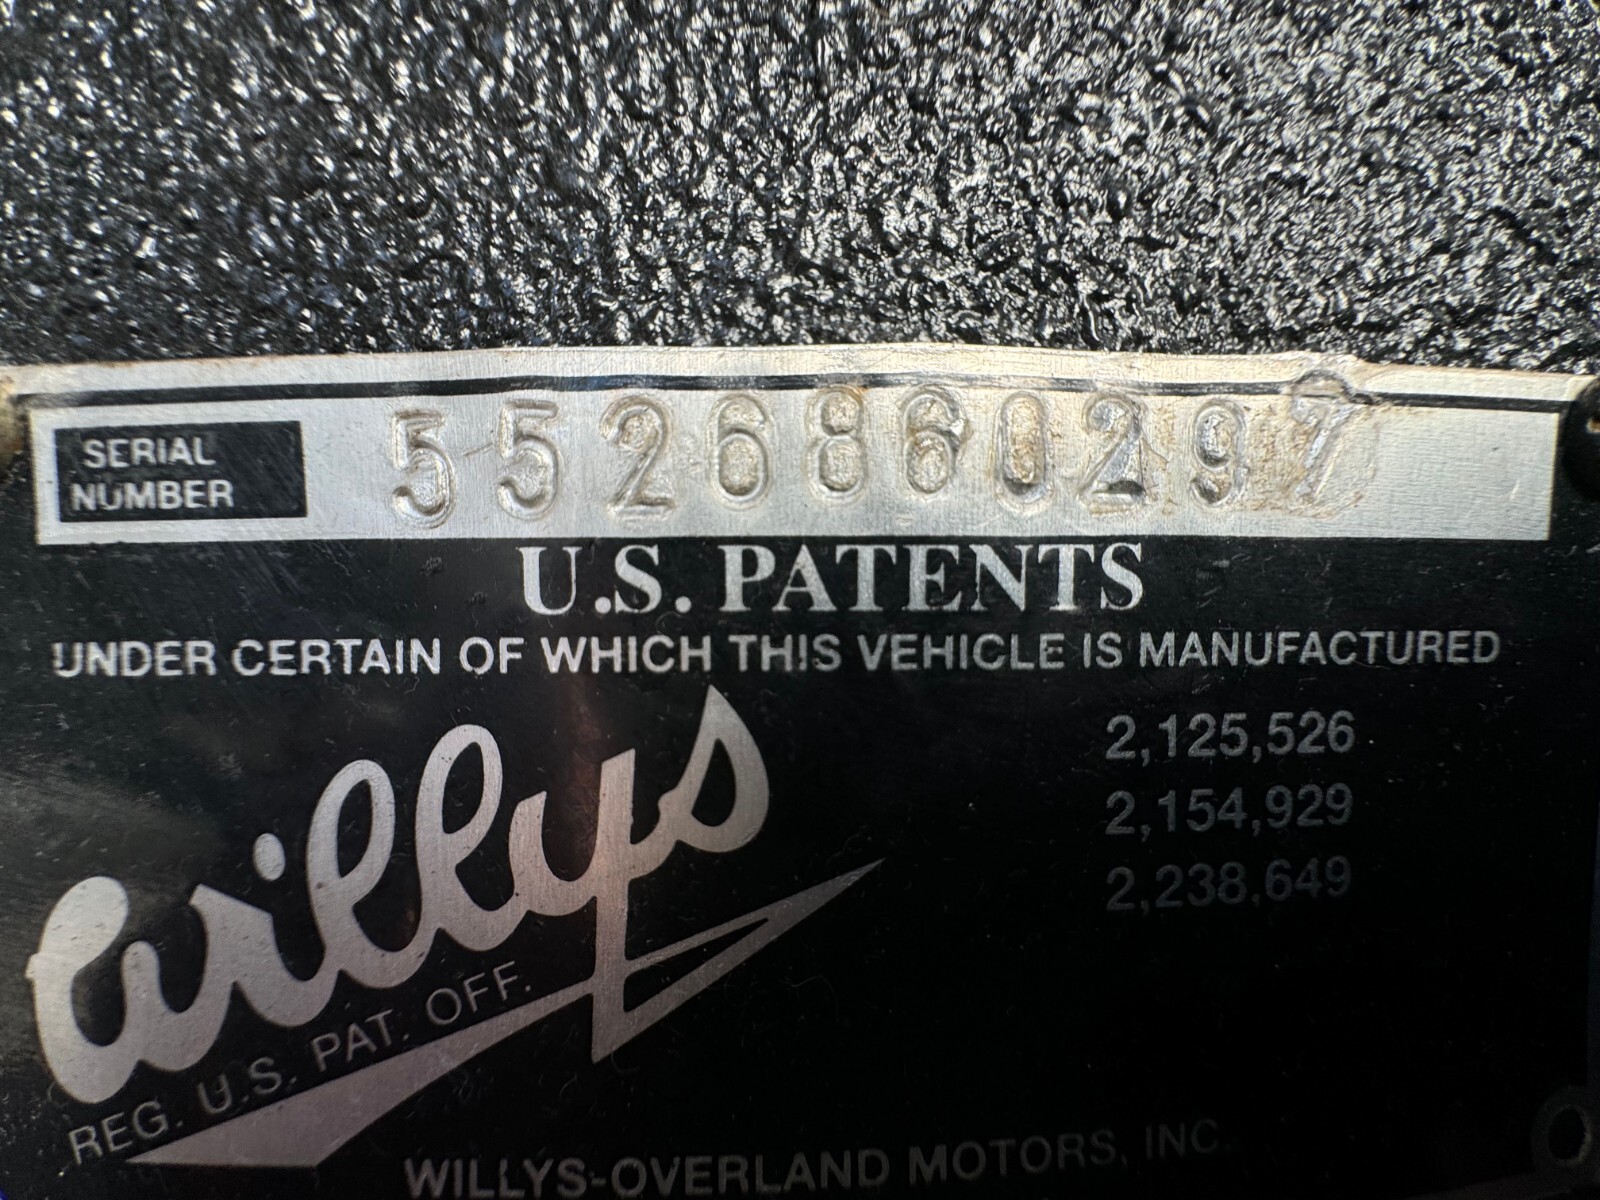 SERIAL NUMBER 5526860297
U.S. PATENTS
UNDER CERTAIN OF WHICH THIS VEHICLE IS MANUFACTURED
Willys
REG. U.S. PAT. OFF.
2,125,526
2,154,929
2,238,649
WILLYS-OVERLAND MOTORS, INC.